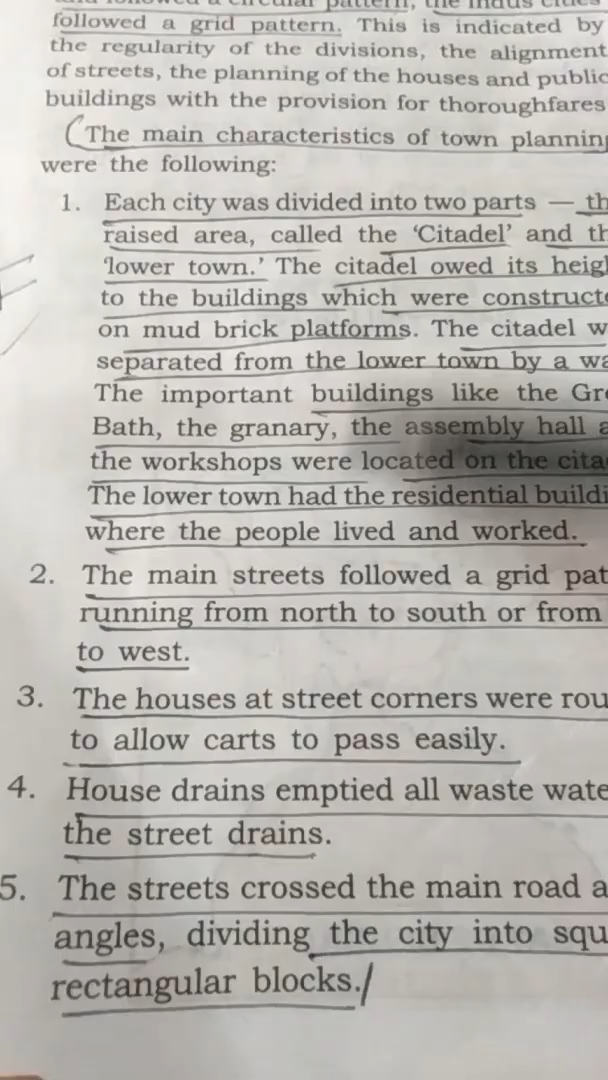 followed a grid pattern. This is indicated by
the regularity of the divisions, the alignment
of streets, the planning of the houses and public
buildings with the provision for thoroughfares
The main characteristics of town planning
were the following:
1. Each city was divided into two parts — th
raised area, called the ‘Citadel’ and th
‘lower town.’ The citadel owed its heigh
to the buildings which were constructe
on mud brick platforms. The citadel w
separated from the lower town by a wa
The important buildings like the Gre
Bath, the granary, the assembly hall a
the workshops were located on the cita
The lower town had the residential buildi
where the people lived and worked.
2. The main streets followed a grid pat
running from north to south or from
to west.
3. The houses at street corners were rou
to allow carts to pass easily.
4. House drains emptied all waste wate
the street drains.
5. The streets crossed the main road a
angles, dividing the city into squ
rectangular blocks.